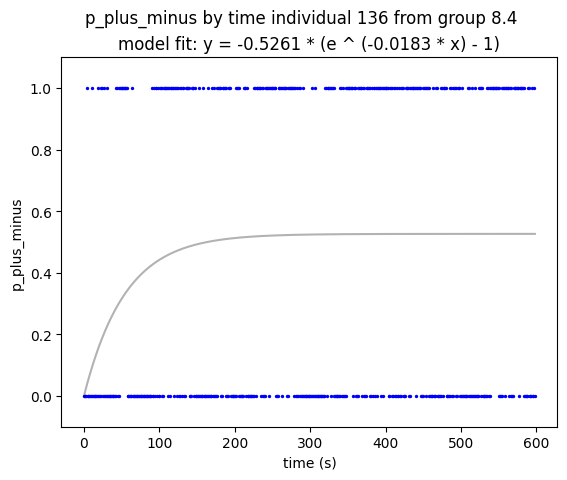 p_plus_minus by time individual 136 from group 8.4
model fit: y = -0.5261 * (e ^ (-0.0183 * x) - 1)
1.0
0.8
0.6
0.4
0.2
0.0
p_plus_minus
0 100 200 300 400 500 600
time (s)